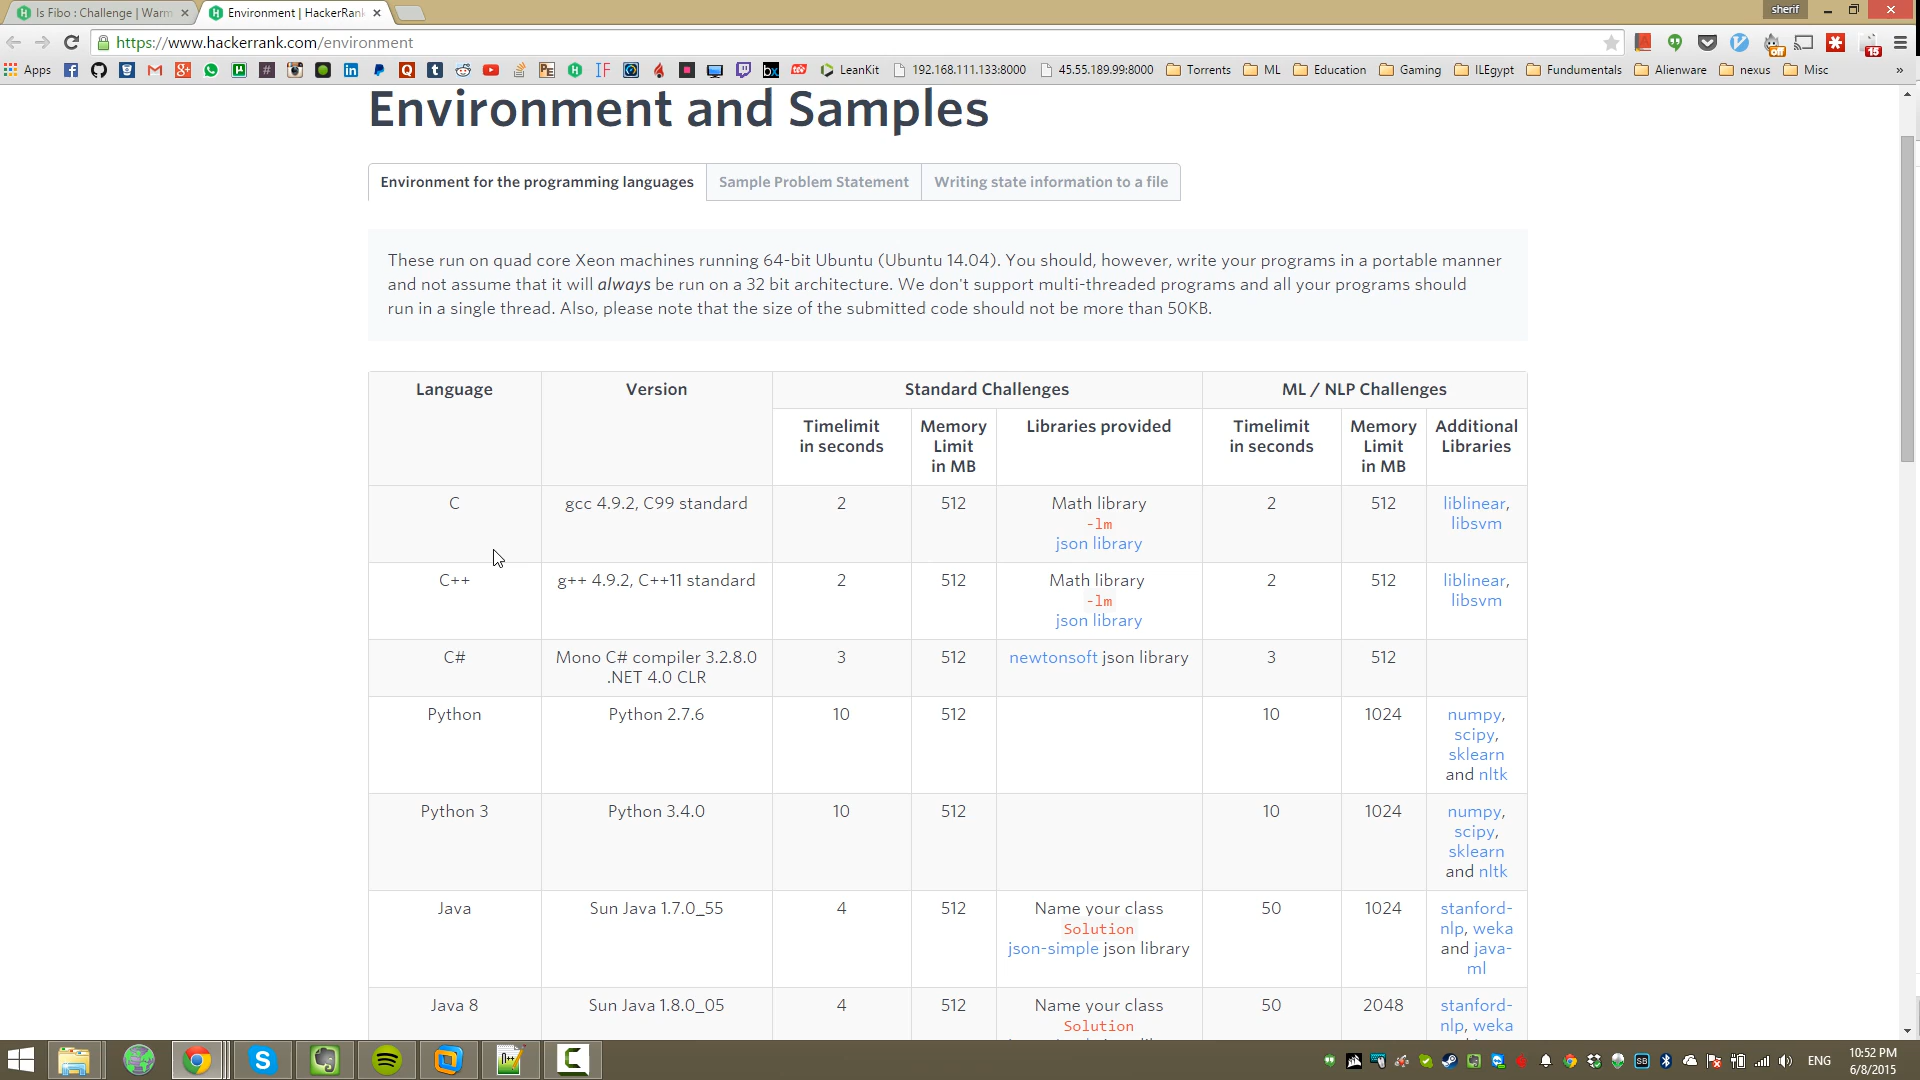 Is Fibo : Challenge | Warm
Environment | HackerRank
sherif
https://www.hackerrank.com/environment
15
Apps
LeanKit
192.168.111.133:8000
45.55.189.99:8000
Torrents
ML
Education
Gaming
ILEgypt
Fundumentals
Alienware
nexus
Misc
»
Environment and Samples
Environment for the programming languages
Sample Problem Statement
Writing state information to a file
These run on quad core Xeon machines running 64-bit Ubuntu (Ubuntu 14.04). You should, however, write your programs in a portable manner
and not assume that it will always be run on a 32 bit architecture. We don't support multi-threaded programs and all your programs should
run in a single thread. Also, please note that the size of the submitted code should not be more than 50KB.
Language Version Standard Challenges ML / NLP Challenges
Timelimit Memory Libraries provided Timelimit Memory Additional
in seconds Limit in seconds Limit Libraries
in MB in MB
C gcc 4.9.2, C99 standard 2 512 Math library 2 512 liblinear,
-lm libsvm
json library
C++ g++ 4.9.2, C++11 standard 2 512 Math library 2 512 liblinear,
-lm libsvm
json library
C# Mono C# compiler 3.2.8.0 3 512 newtonsoft json library 3 512
.NET 4.0 CLR
Python Python 2.7.6 10 512 10 1024 numpy,
scipy,
sklearn
and nltk
Python 3 Python 3.4.0 10 512 10 1024 numpy,
scipy,
sklearn
and nltk
Java Sun Java 1.7.0_55 4 512 Name your class 50 1024 stanford-
Solution nlp, weka
json-simple json library and java-
ml
Java 8 Sun Java 1.8.0_05 4 512 Name your class 50 2048 stanford-
Solution nlp, weka
ENG
10:52 PM
6/8/2015